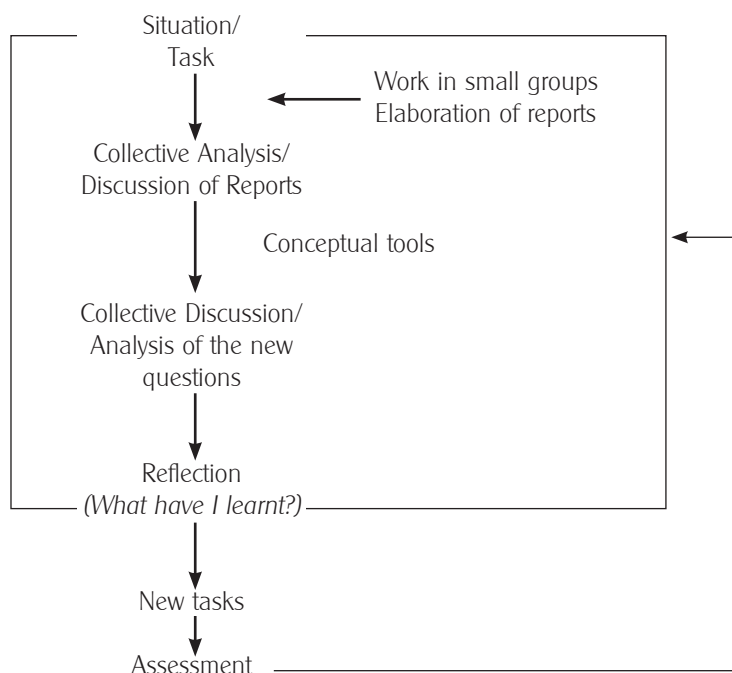 Situation/
Task
Work in small groups
Elaboration of reports
Collective Analysis/
Discussion of Reports
Conceptual tools
Collective Discussion/
Analysis of the new
questions
Reflection
(What have I learnt?)
New tasks
Assessment